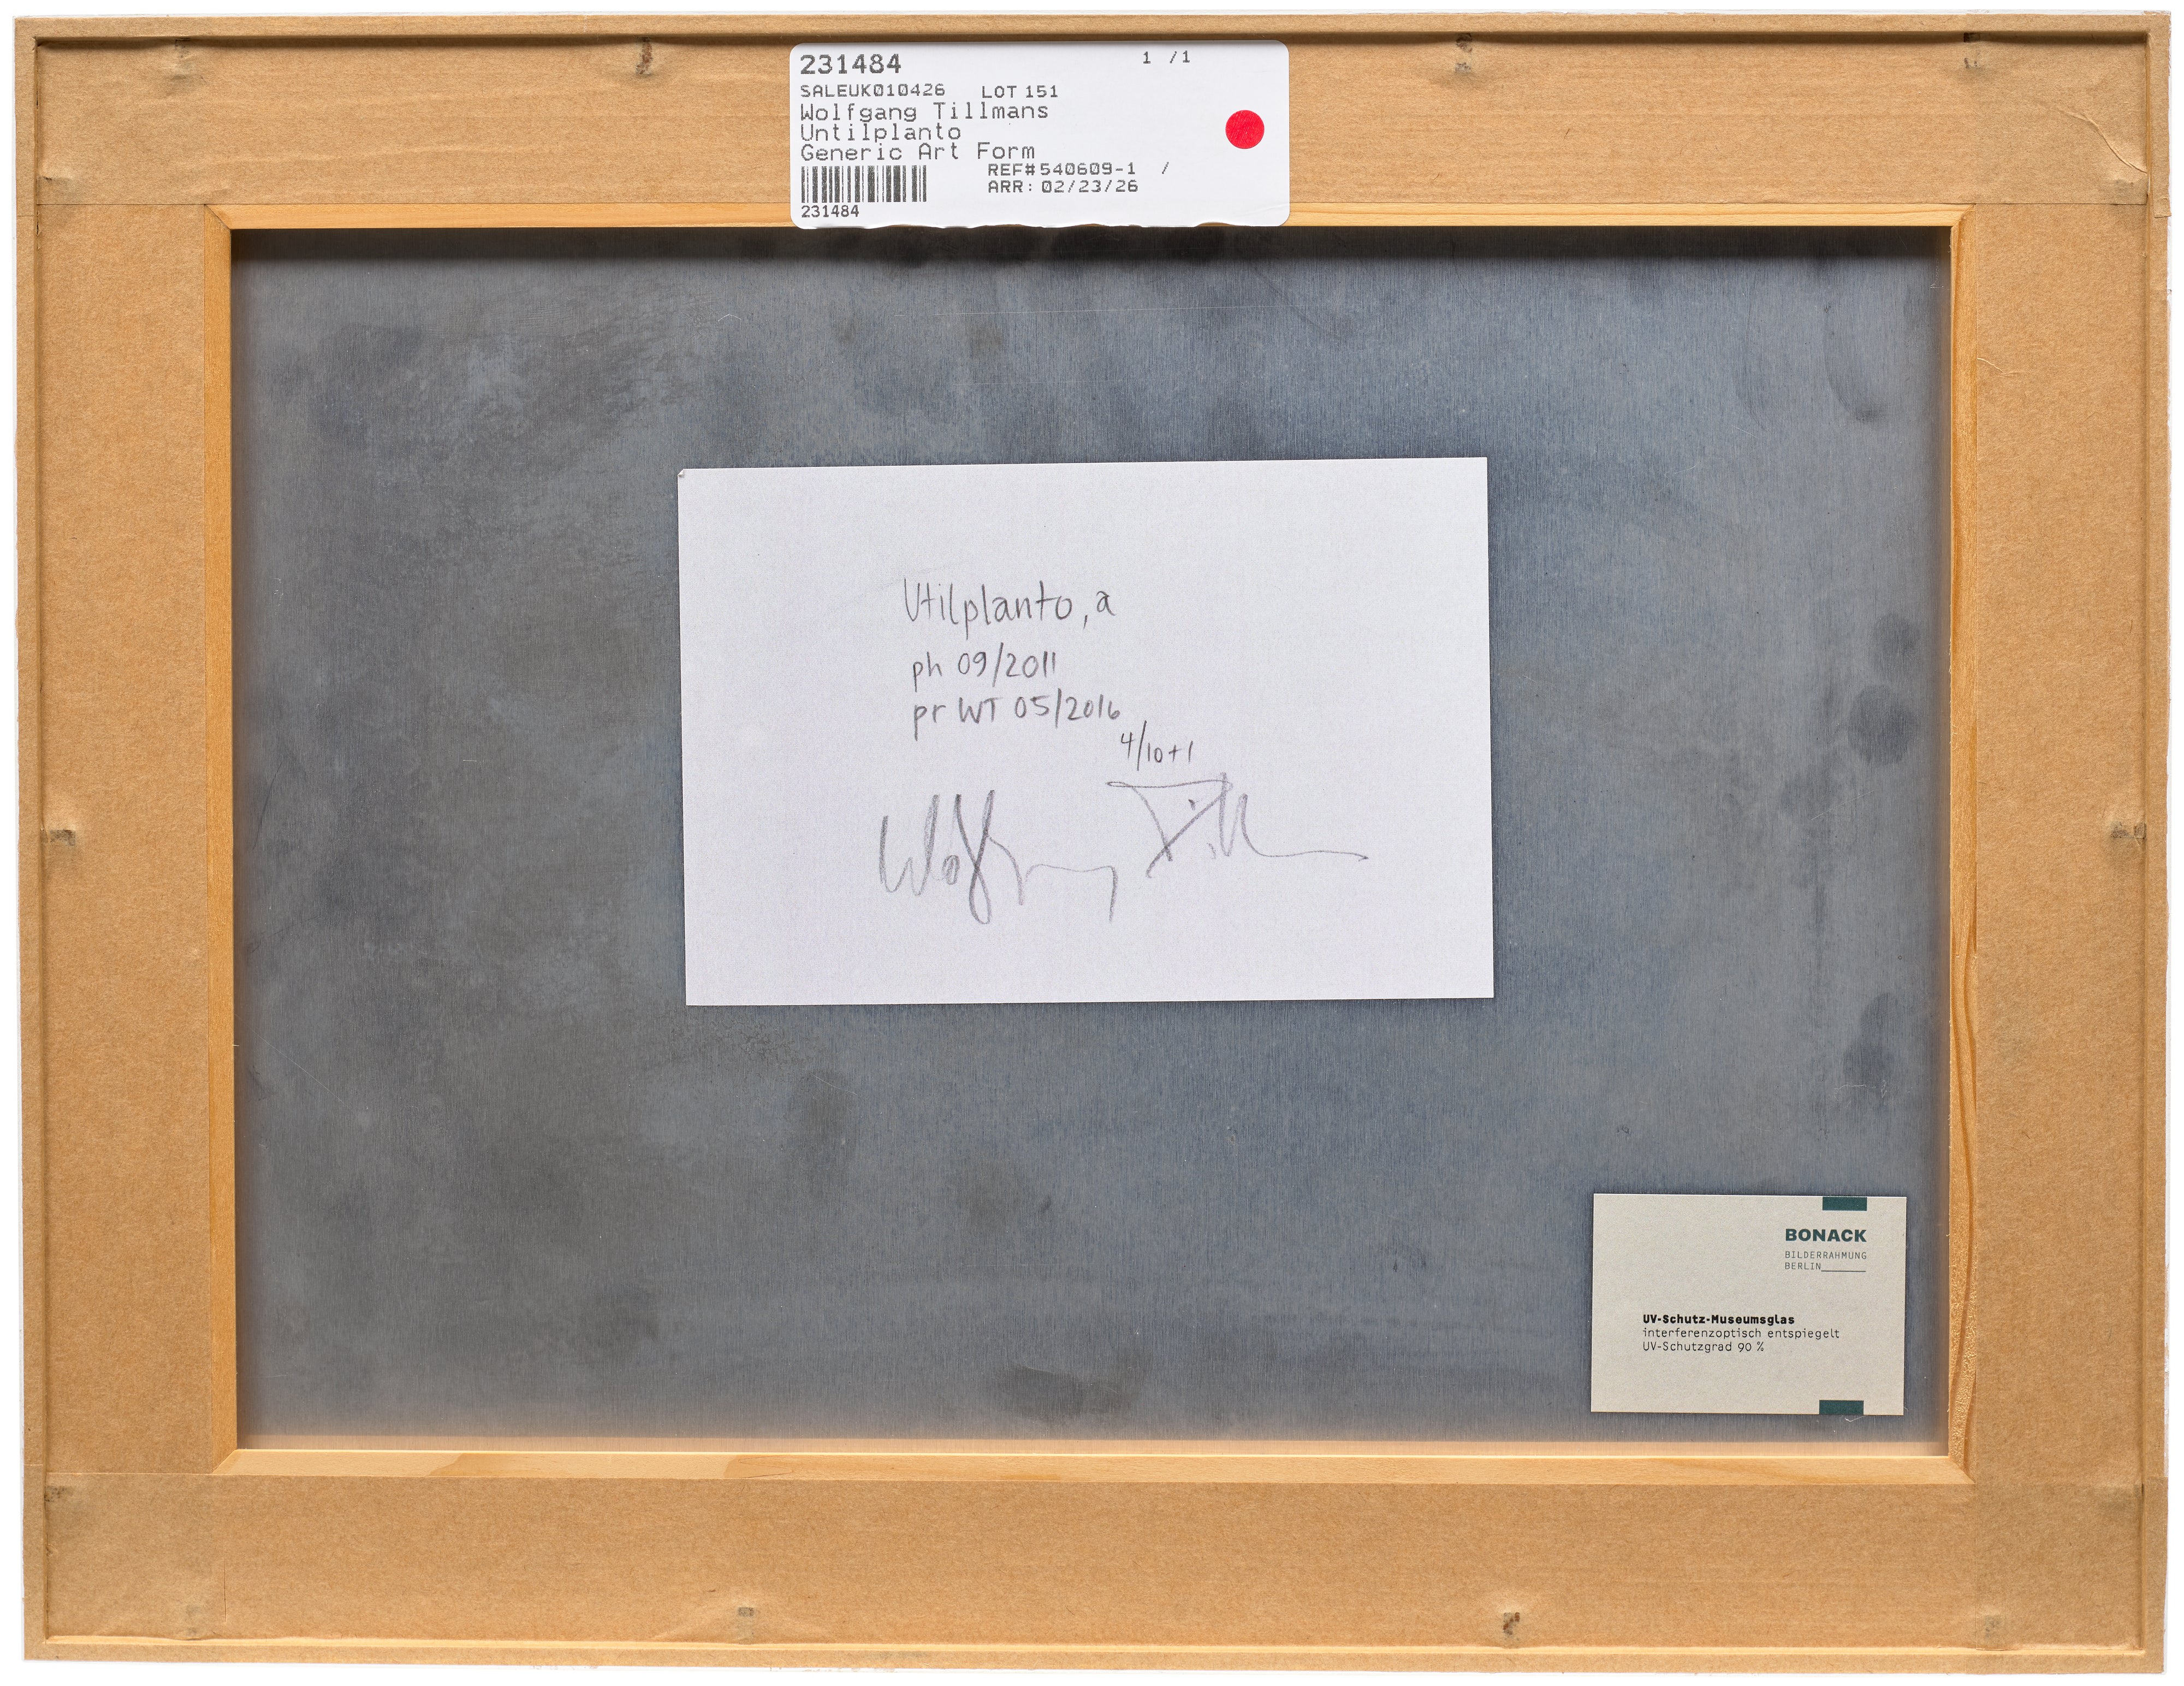 231484 1 /1
SALEUK010426 LOT 151
Wolfgang Tillmans
Untilplanto
Generic Art Form
REF#540609-1 /
ARR: 02/23/26
231484
Utilplanto, a
ph 09/2011
pr WT 05/2016
4/10+1
Wolfgang Tillmans
BONACK
BILDERRAHMUNG
BERLIN
UV-Schutz-Museumsglas
interferenzoptisch entspiegelt
UV-Schutzgrad 90 %